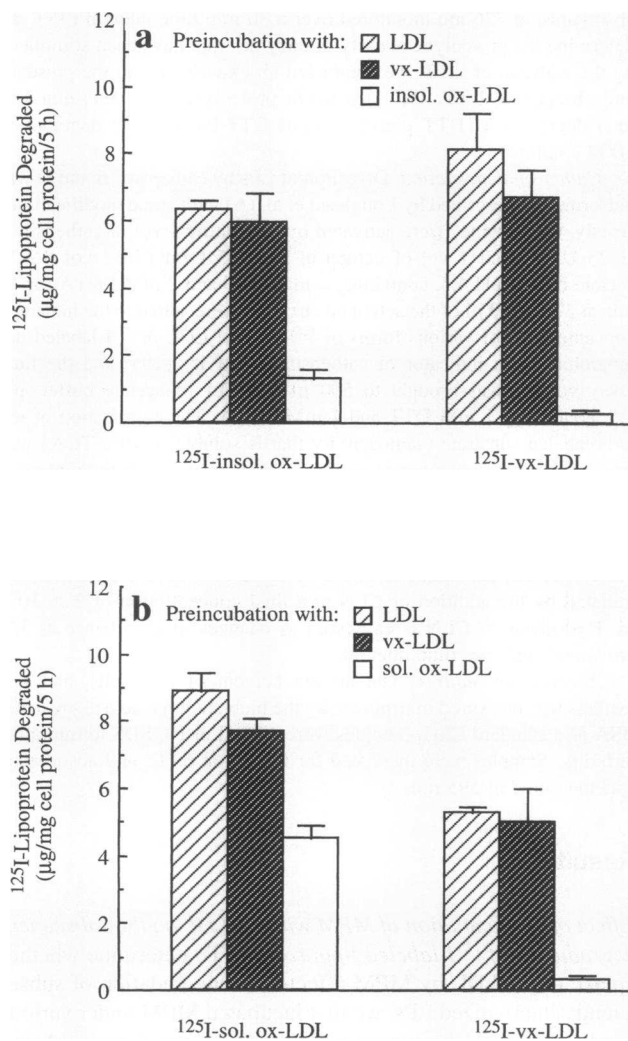 12
a Preincubation with: LDL
vx-LDL
insol. ox-LDL
10
8
6
4
2
0
¹²⁵I-Lipoprotein Degraded
(µg/mg cell protein/5 h)
¹²⁵I-insol. ox-LDL ¹²⁵I-vx-LDL
12
b Preincubation with: LDL
vx-LDL
sol. ox-LDL
10
8
6
4
2
0
¹²⁵I-Lipoprotein Degraded
(µg/mg cell protein/5 h)
¹²⁵I-sol. ox-LDL ¹²⁵I-vx-LDL